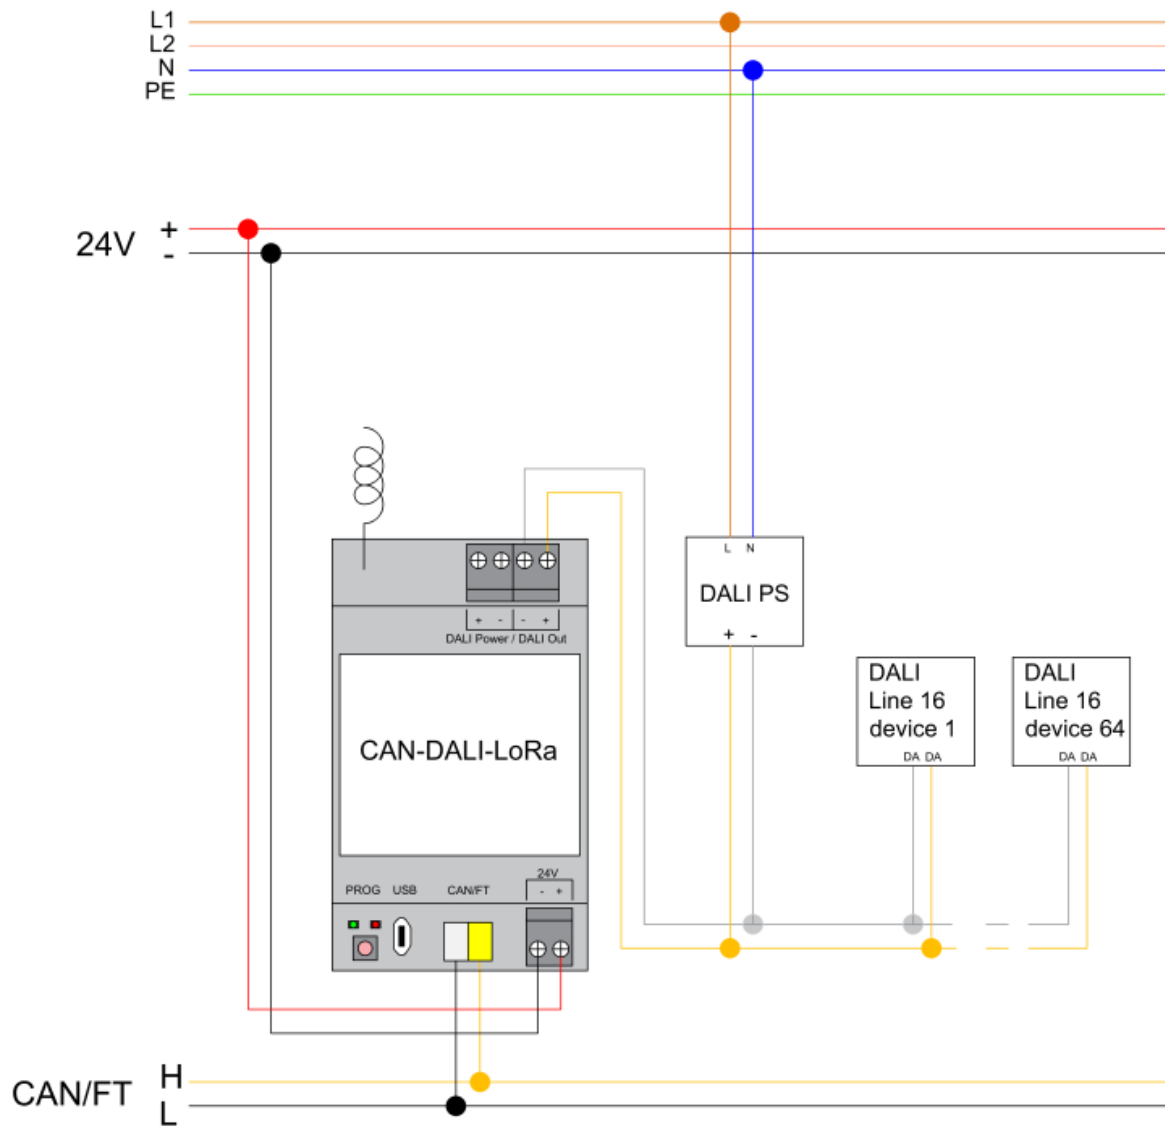 L1
L2
N
PE
24V
+
-
L N
DALI PS
+ -
+ - - +
DALI Power / DALI Out
DALI
Line 16
device 1
DA DA
DALI
Line 16
device 64
DA DA
CAN-DALI-LoRa
24V
- +
PROG USB CAN/FT
CAN/FT
H
L